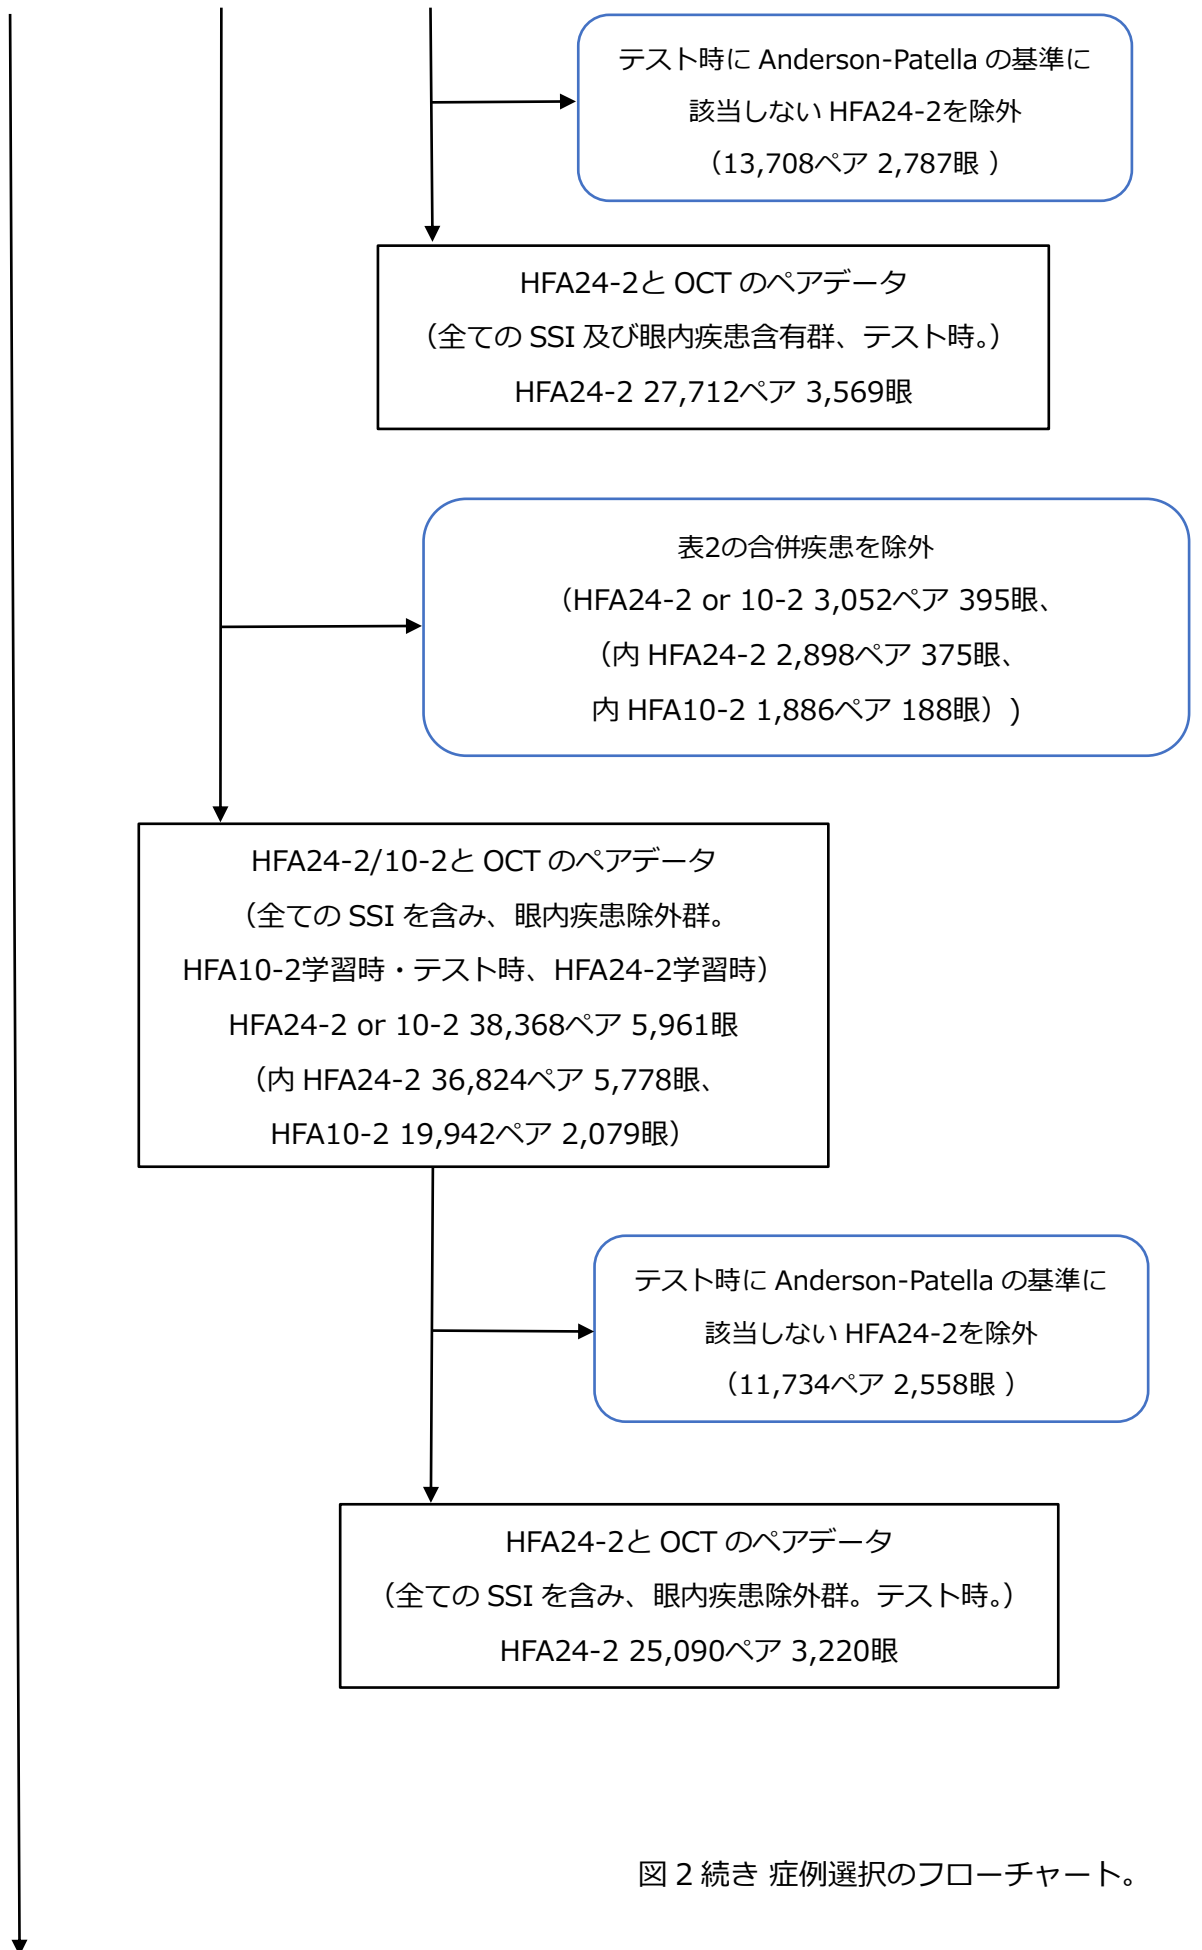 テスト時に Anderson-Patella の基準に
該当しない HFA24-2を除外
（13,708ペア 2,787眼 ）
HFA24-2と OCT のペアデータ
（全ての SSI 及び眼内疾患含有群、テスト時。）
HFA24-2 27,712ペア 3,569眼
表2の合併疾患を除外
（HFA24-2 or 10-2 3,052ペア 395眼、
（内 HFA24-2 2,898ペア 375眼、
内 HFA10-2 1,886ペア 188眼）)
HFA24-2/10-2と OCT のペアデータ
（全ての SSI を含み、眼内疾患除外群。
HFA10-2学習時・テスト時、HFA24-2学習時）
HFA24-2 or 10-2 38,368ペア 5,961眼
（内 HFA24-2 36,824ペア 5,778眼、
HFA10-2 19,942ペア 2,079眼）
テスト時に Anderson-Patella の基準に
該当しない HFA24-2を除外
（11,734ペア 2,558眼 ）
HFA24-2と OCT のペアデータ
（全ての SSI を含み、眼内疾患除外群。テスト時。）
HFA24-2 25,090ペア 3,220眼
図 2 続き 症例選択のフローチャート。